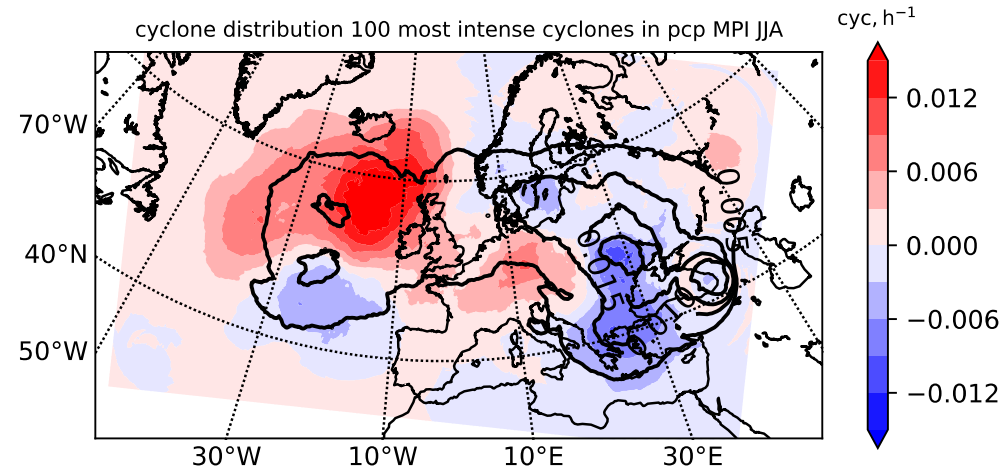 cyclone distribution 100 most intense cyclones in pcp MPI JJA
cyc, h⁻¹
70°W
40°N
50°W
30°W
10°W
10°E
30°E
0.012
0.006
0.000
−0.006
−0.012